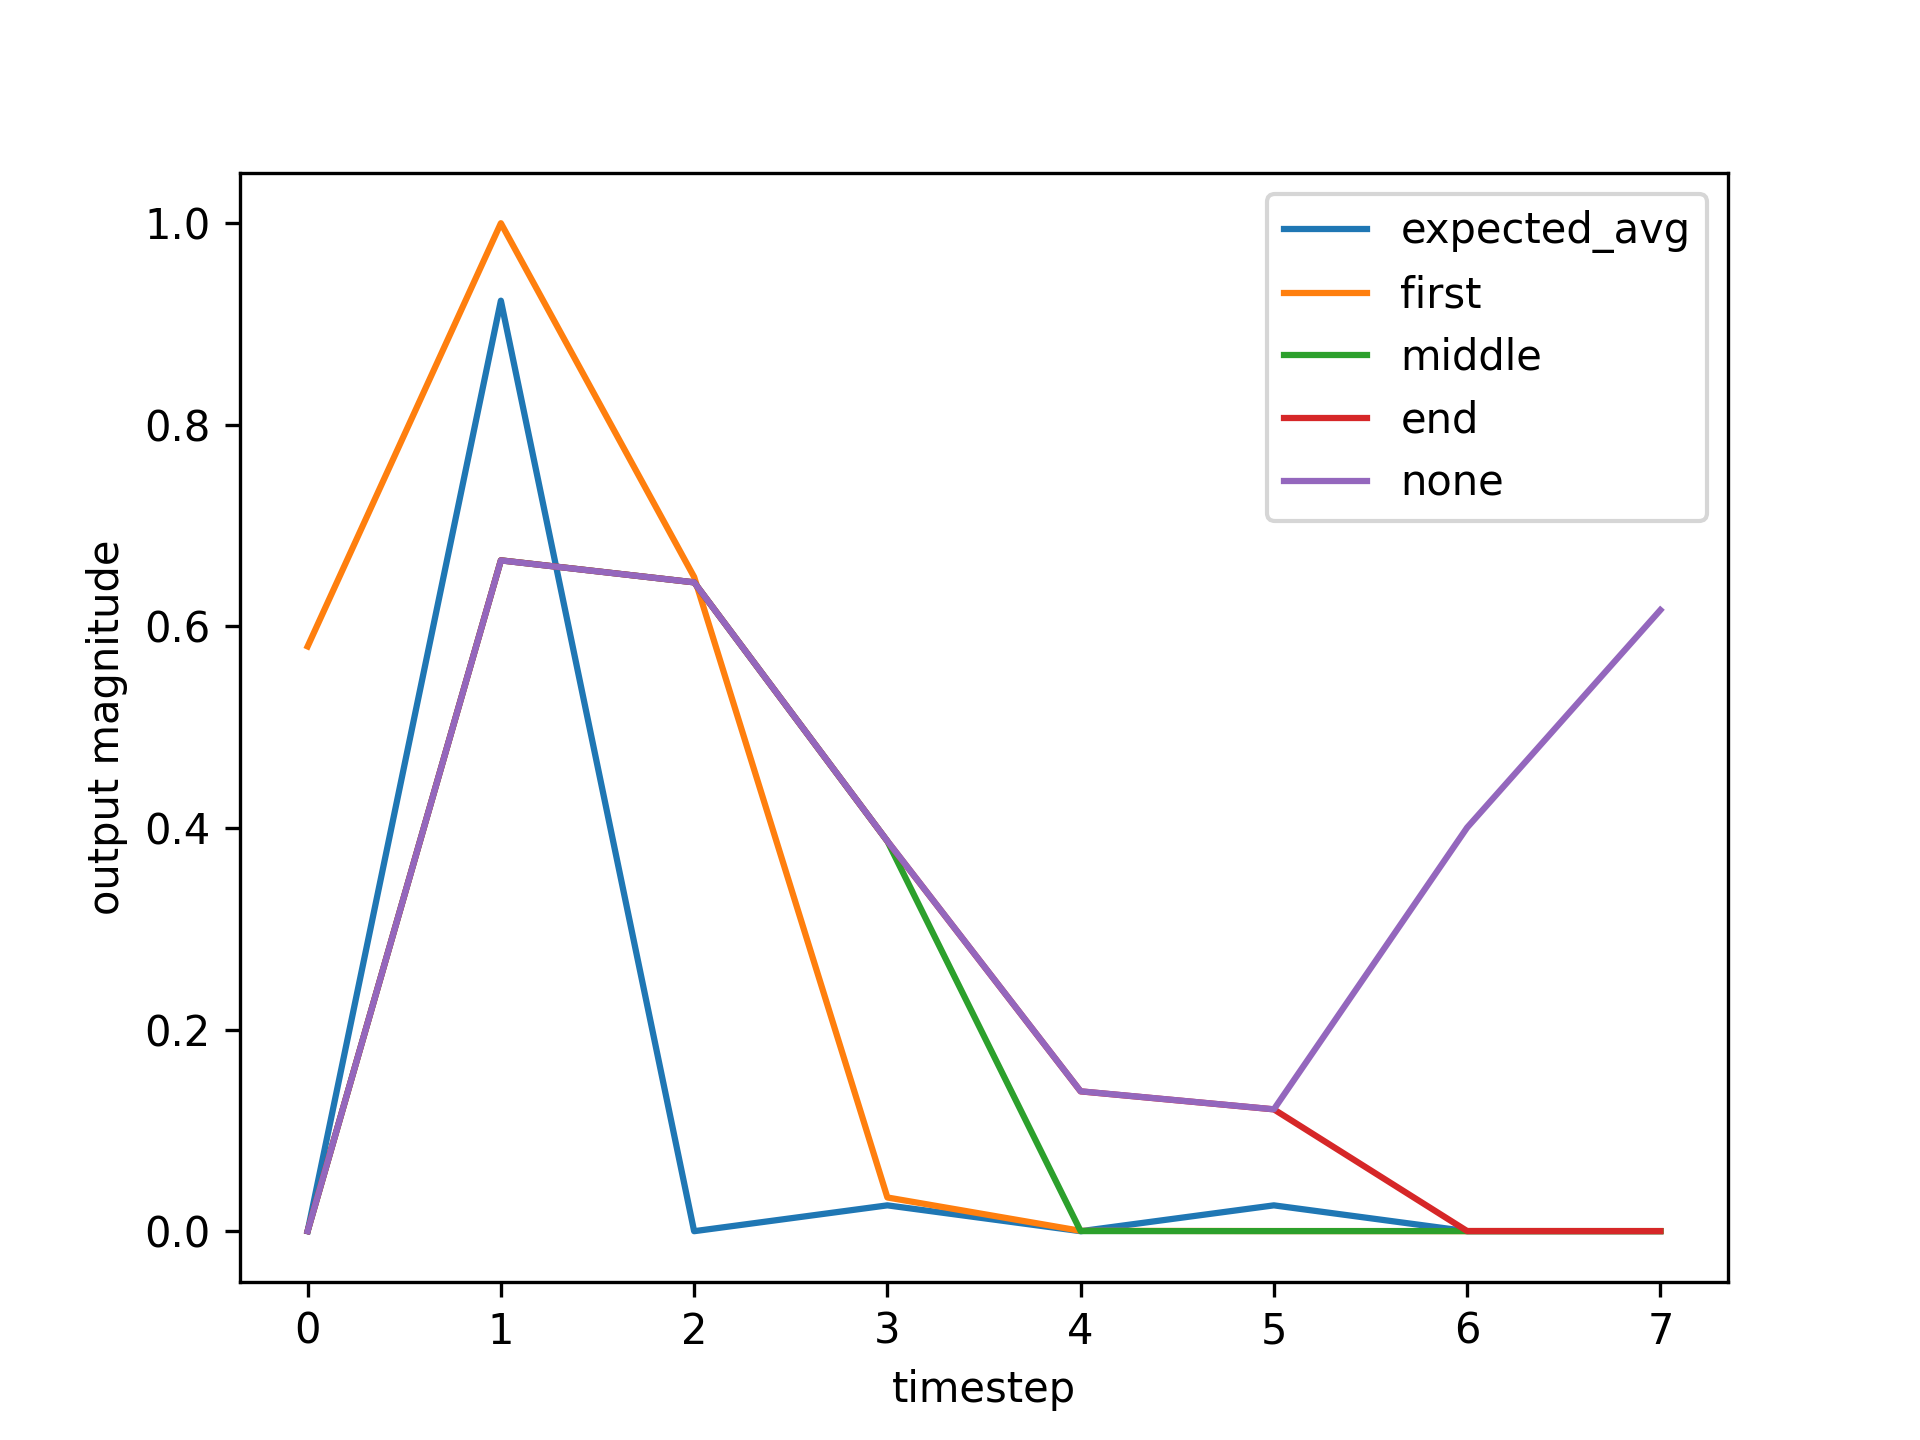 expected_avg
first
middle
end
none
1.0
0.8
0.6
0.4
0.2
0.0
output magnitude
0 1 2 3 4 5 6 7
timestep